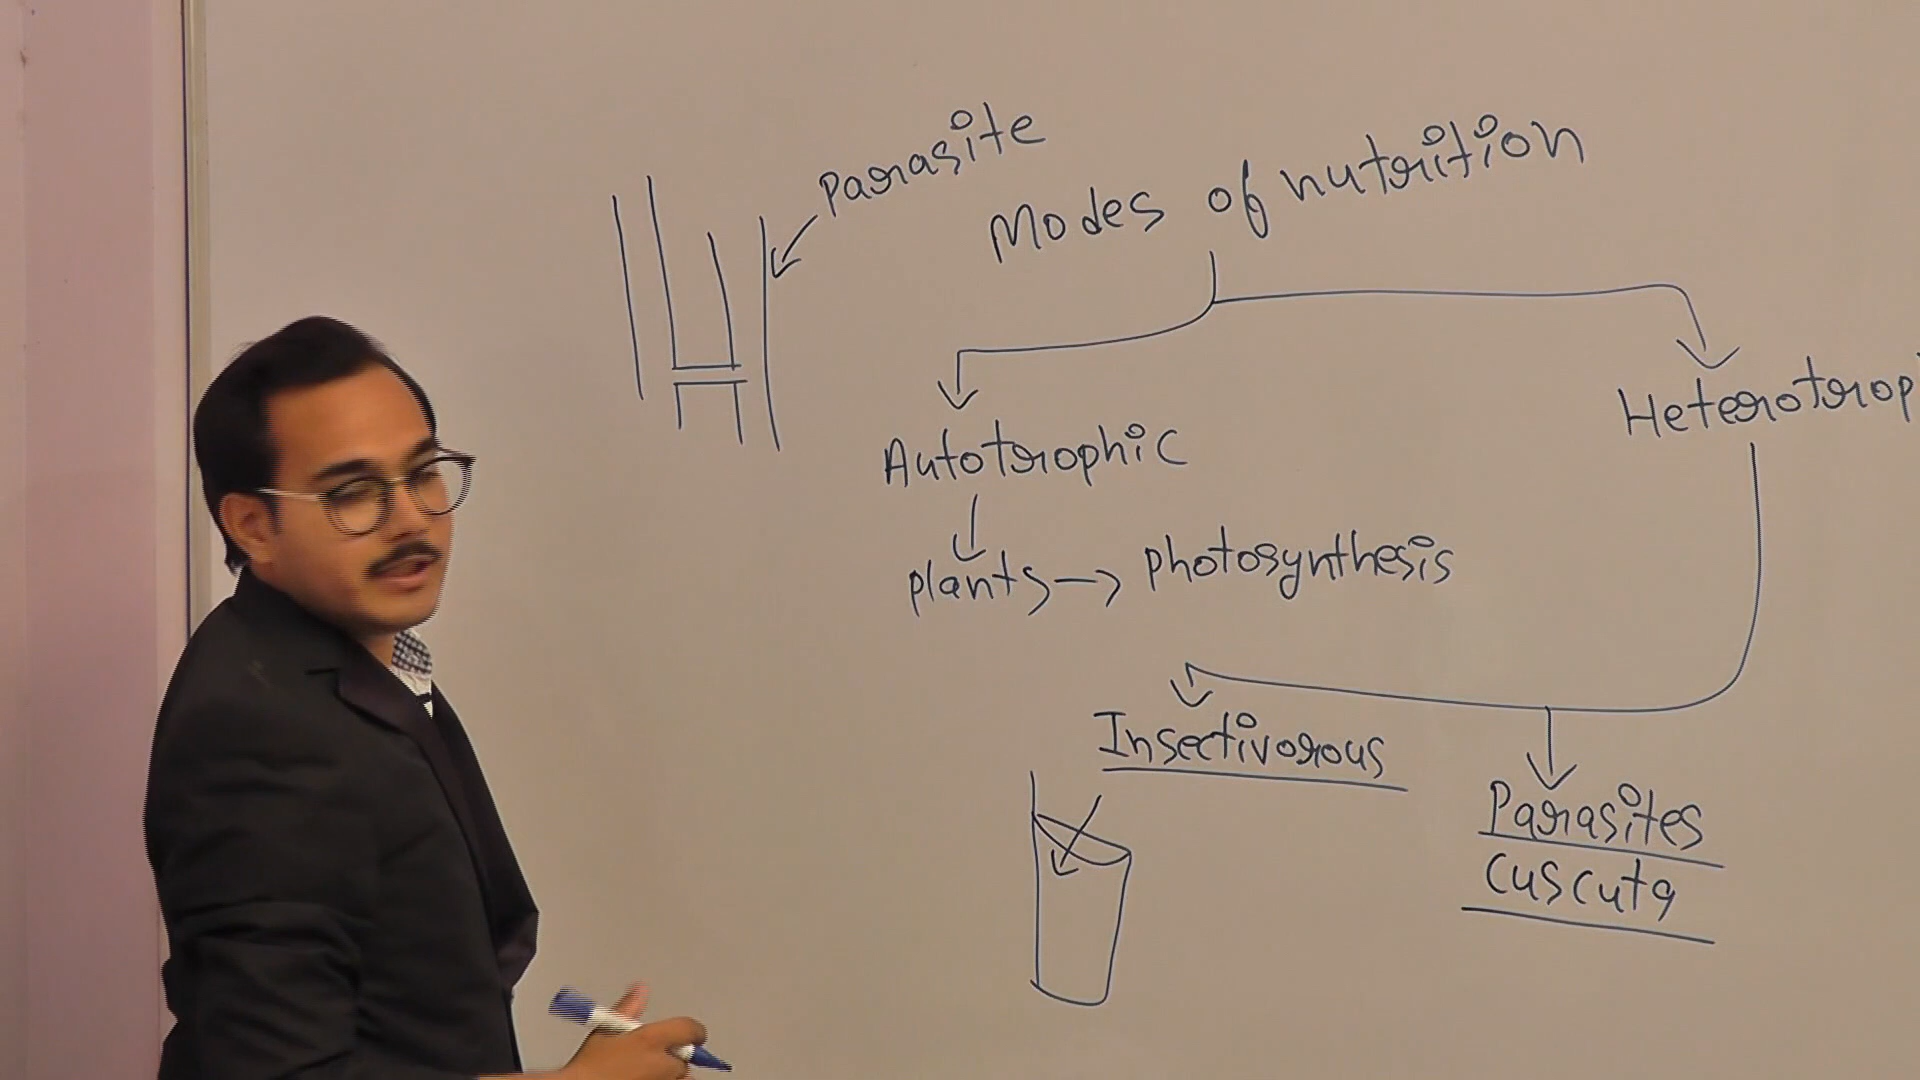 Parasite
Modes of nutrition
Autotrophic
Heterotrop
plants → photosynthesis
Insectivorous
Parasites
Cuscuta